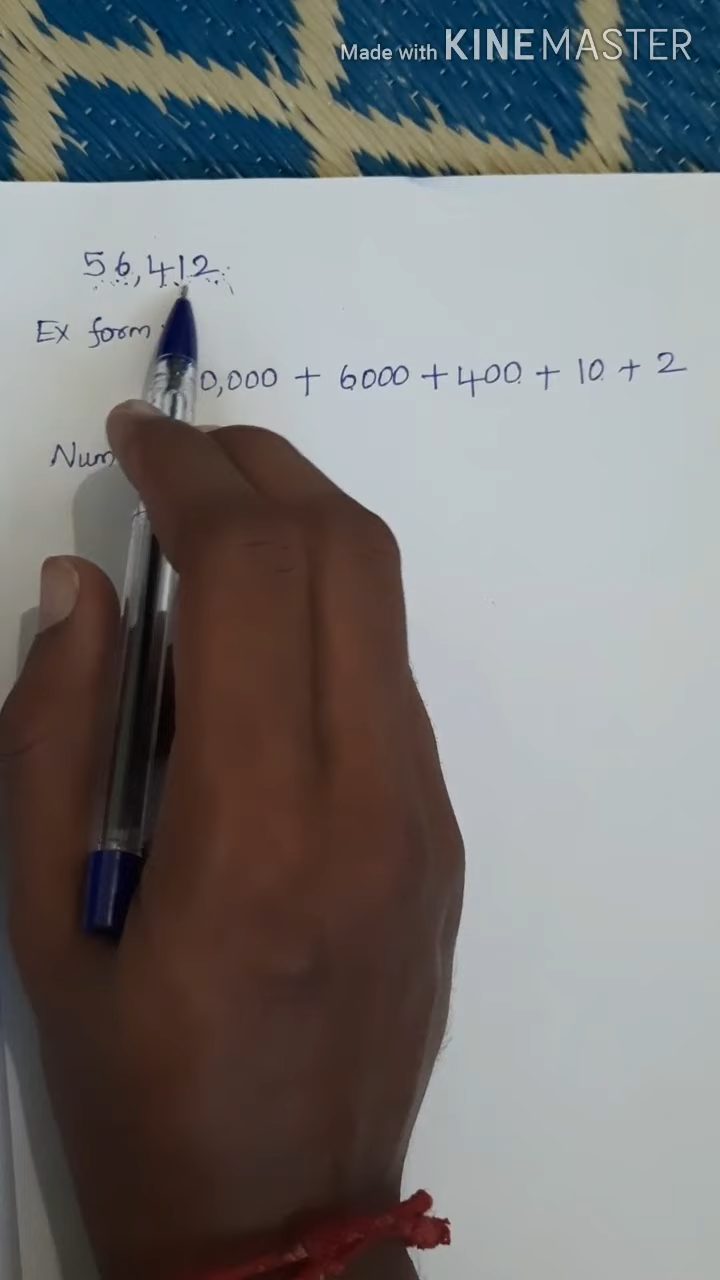 Made with KINEMASTER
56,412
Ex form
0,000 + 6000 + 400 + 10 + 2
Num